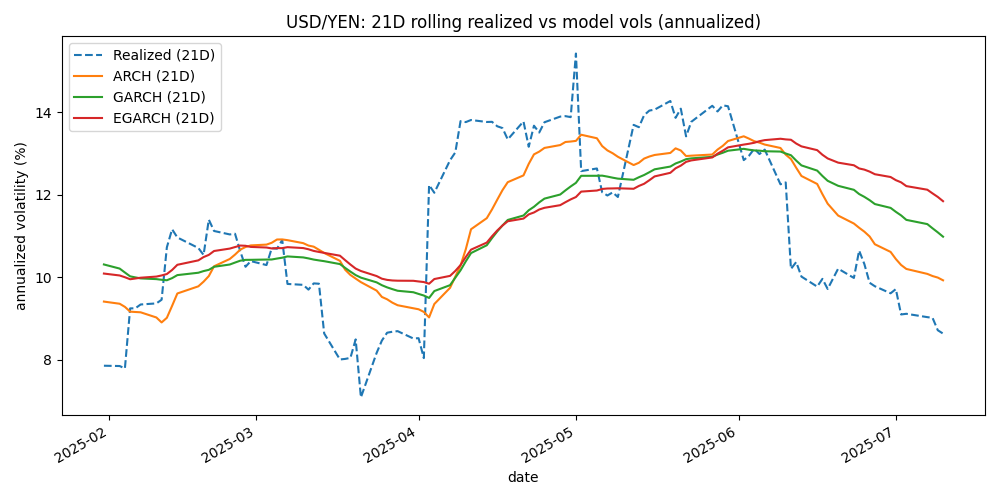 USD/YEN: 21D rolling realized vs model vols (annualized)
Realized (21D)
ARCH (21D)
GARCH (21D)
EGARCH (21D)
annualized volatility (%)
14
12
10
8
2025-02
2025-03
2025-04
2025-05
2025-06
2025-07
date